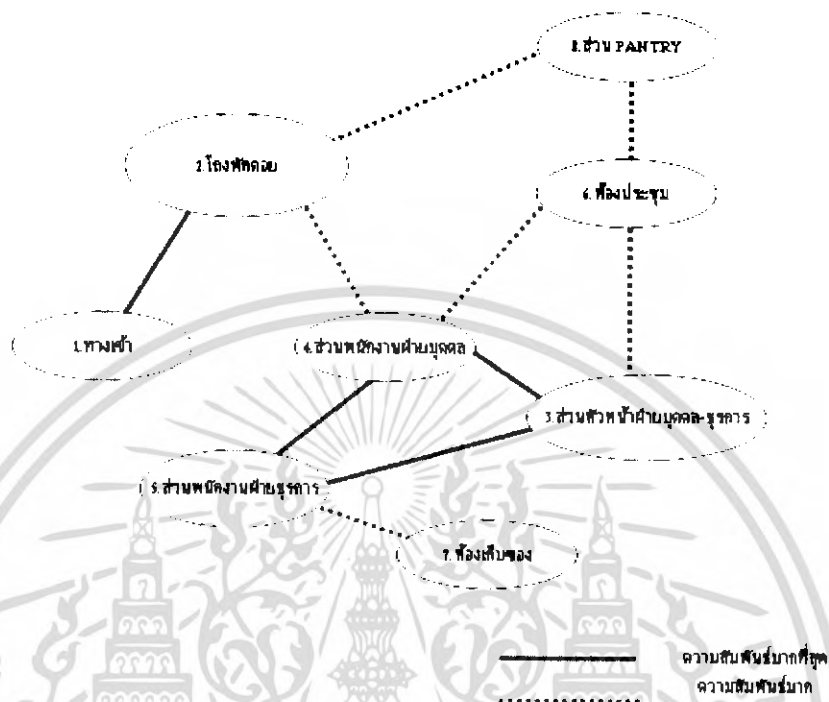 8.ส่วน PANTRY
2.โถงพักคอย
6.ห้องประชุม
1.ทางเข้า
4.ส่วนพนักงานฝ่ายบุคคล
3.ส่วนหัวหน้าฝ่ายบุคคล-ธุรการ
5.ส่วนพนักงานฝ่ายธุรการ
7.ห้องเก็บของ
ความสัมพันธ์มากที่สุด
ความสัมพันธ์มาก